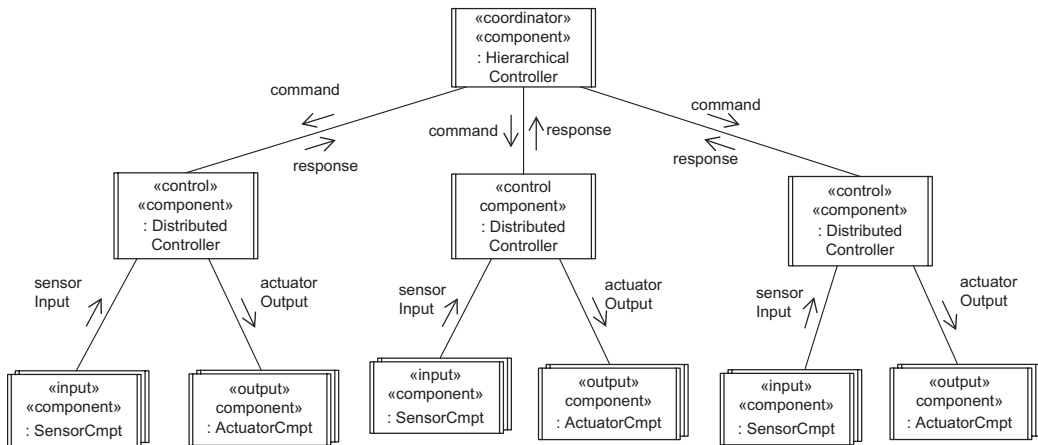 «coordinator»
«component»
: Hierarchical
Controller
command
response
command
response
command
response
«control»
«component»
: Distributed
Controller
«control
component»
: Distributed
Controller
«control»
«component»
: Distributed
Controller
sensor
Input
actuator
Output
sensor
Input
actuator
Output
sensor
Input
actuator
Output
«input»
«component»
: SensorCmpt
«output»
component»
: ActuatorCmpt
«input»
«component»
: SensorCmpt
«output»
component»
: ActuatorCmpt
«input»
«component»
: SensorCmpt
«output»
component»
: ActuatorCmpt